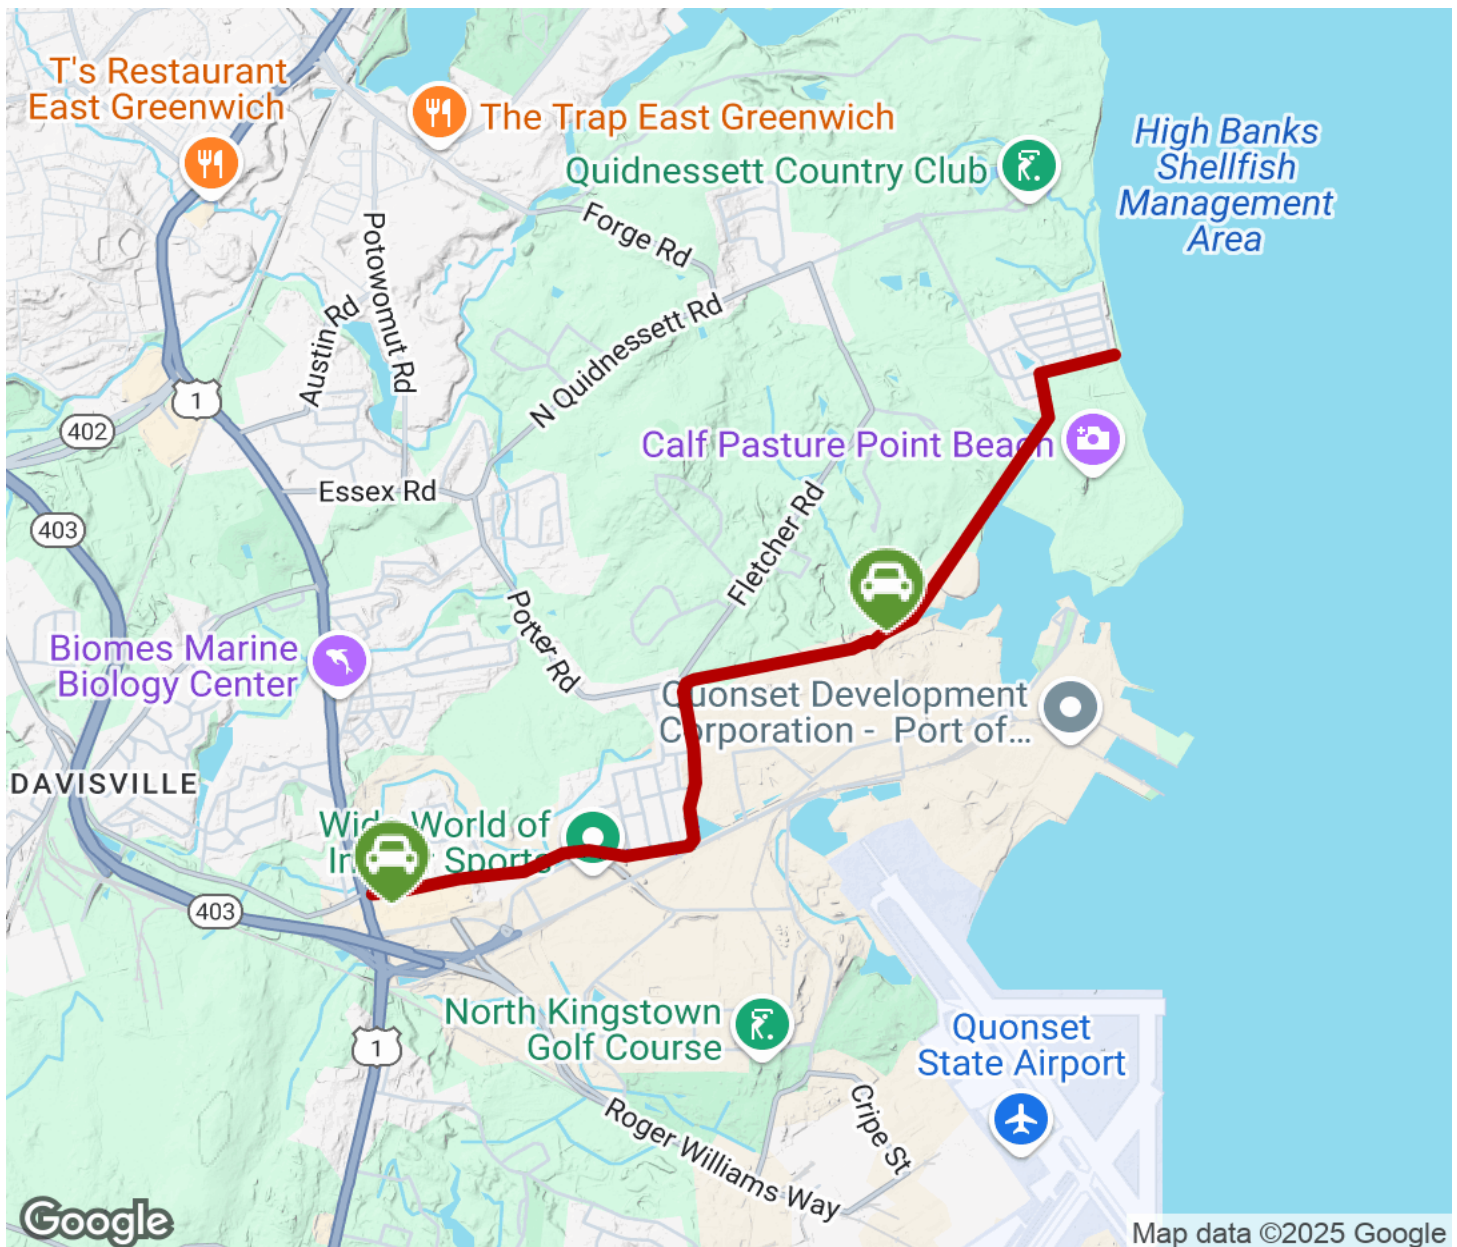 T's Restaurant
East Greenwich
The Trap East Greenwich
Quidnessett Country Club
High Banks
Shellfish
Management
Area
Forge Rd
Potowomut Rd
Austin Rd
N Quidnessett Rd
1
402
Calf Pasture Point Beach
Essex Rd
403
Fletcher Rd
Potter Rd
Biomes Marine
Biology Center
Quonset Development
Corporation - Port of...
DAVISVILLE
Wide World of
Sports
403
North Kingstown
Golf Course
1
Quonset
State Airport
Roger Williams Way
Cripe St
Google
Map data ©2025 Google